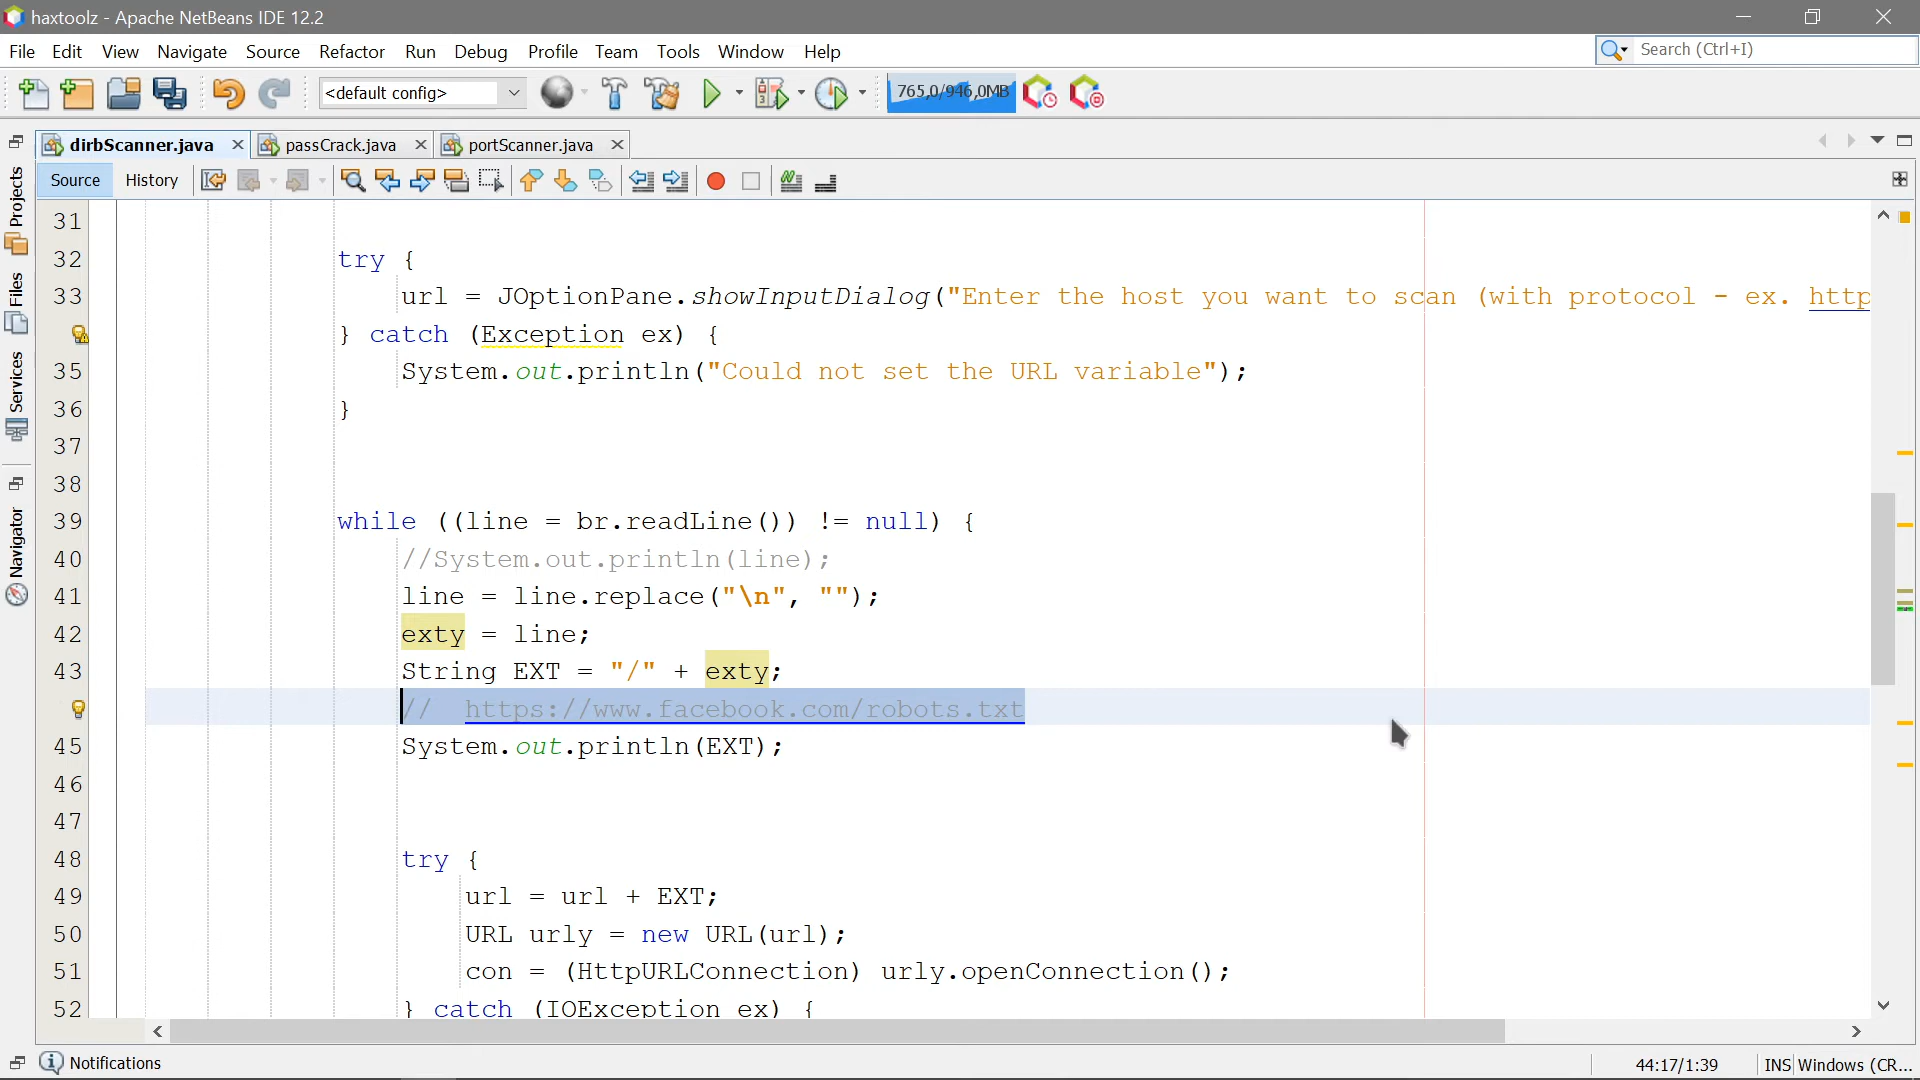 haxtoolz - Apache NetBeans IDE 12.2
File Edit View Navigate Source Refactor Run Debug Profile Team Tools Window Help
Search (Ctrl+I)
<default config>
765,0/946,0MB
dirbScanner.java
passCrack.java
portScanner.java
Source
History
Projects
Files
Services
Navigator
31
32 try {
33 url = JOptionPane.showInputDialog("Enter the host you want to scan (with protocol - ex. http
} catch (Exception ex) {
35 System.out.println("Could not set the URL variable");
36 }
37
38
39 while ((line = br.readLine()) != null) {
40 //System.out.println(line);
41 line = line.replace("\n", "");
42 exty = line;
43 String EXT = "/" + exty;
// https://www.facebook.com/robots.txt
45 System.out.println(EXT);
46
47
48 try {
49 url = url + EXT;
50 URL urly = new URL(url);
51 con = (HttpURLConnection) urly.openConnection();
52 } catch (IOException ex) {
Notifications
44:17/1:39
INS
Windows (CR...